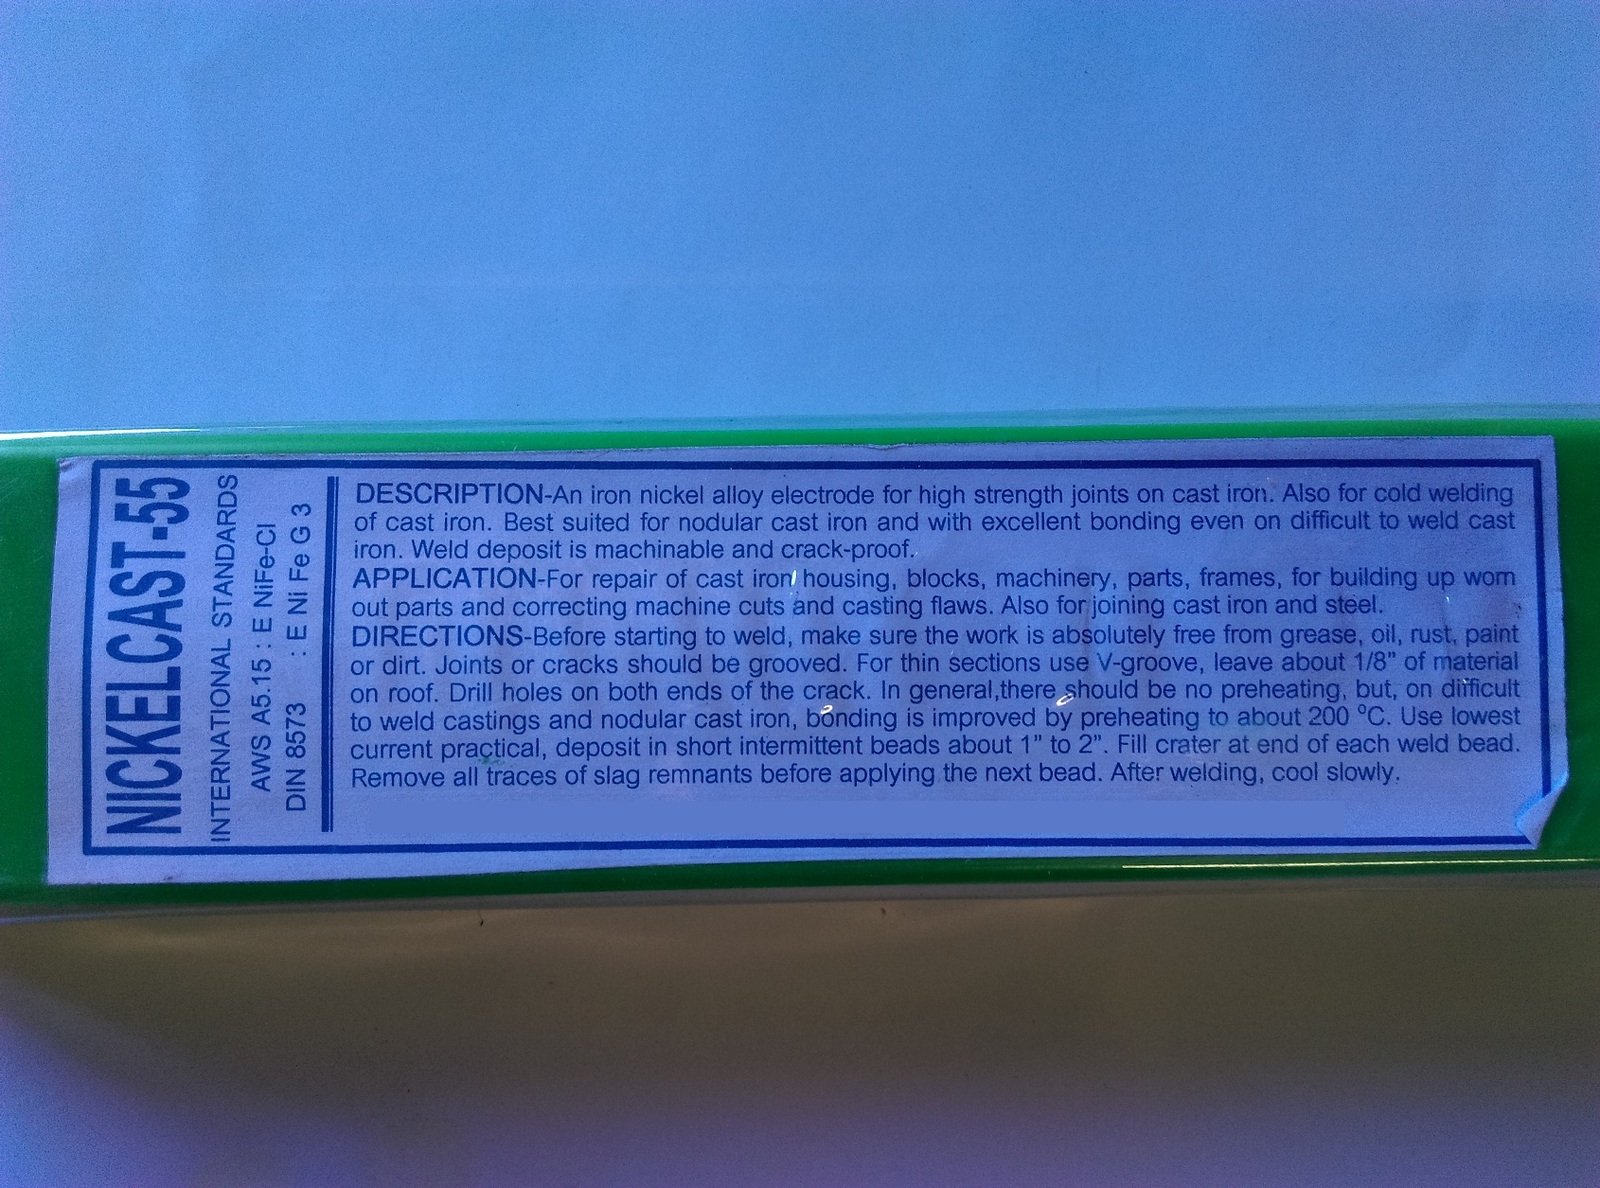 NICKELCAST-55
INTERNATIONAL STANDARDS
AWS A5.15 : E NiFe-CI
DIN 8573 : E Ni Fe G 3
DESCRIPTION-An iron nickel alloy electrode for high strength joints on cast iron. Also for cold welding
of cast iron. Best suited for nodular cast iron and with excellent bonding even on difficult to weld cast
iron. Weld deposit is machinable and crack-proof.
APPLICATION-For repair of cast iron housing, blocks, machinery, parts, frames, for building up worn
out parts and correcting machine cuts and casting flaws. Also for joining cast iron and steel.
DIRECTIONS-Before starting to weld, make sure the work is absolutely free from grease, oil, rust, paint
or dirt. Joints or cracks should be grooved. For thin sections use V-groove, leave about 1/8" of material
on roof. Drill holes on both ends of the crack. In general,there should be no preheating, but, on difficult
to weld castings and nodular cast iron, bonding is improved by preheating to about 200 ºC. Use lowest
current practical, deposit in short intermittent beads about 1" to 2". Fill crater at end of each weld bead.
Remove all traces of slag remnants before applying the next bead. After welding, cool slowly.